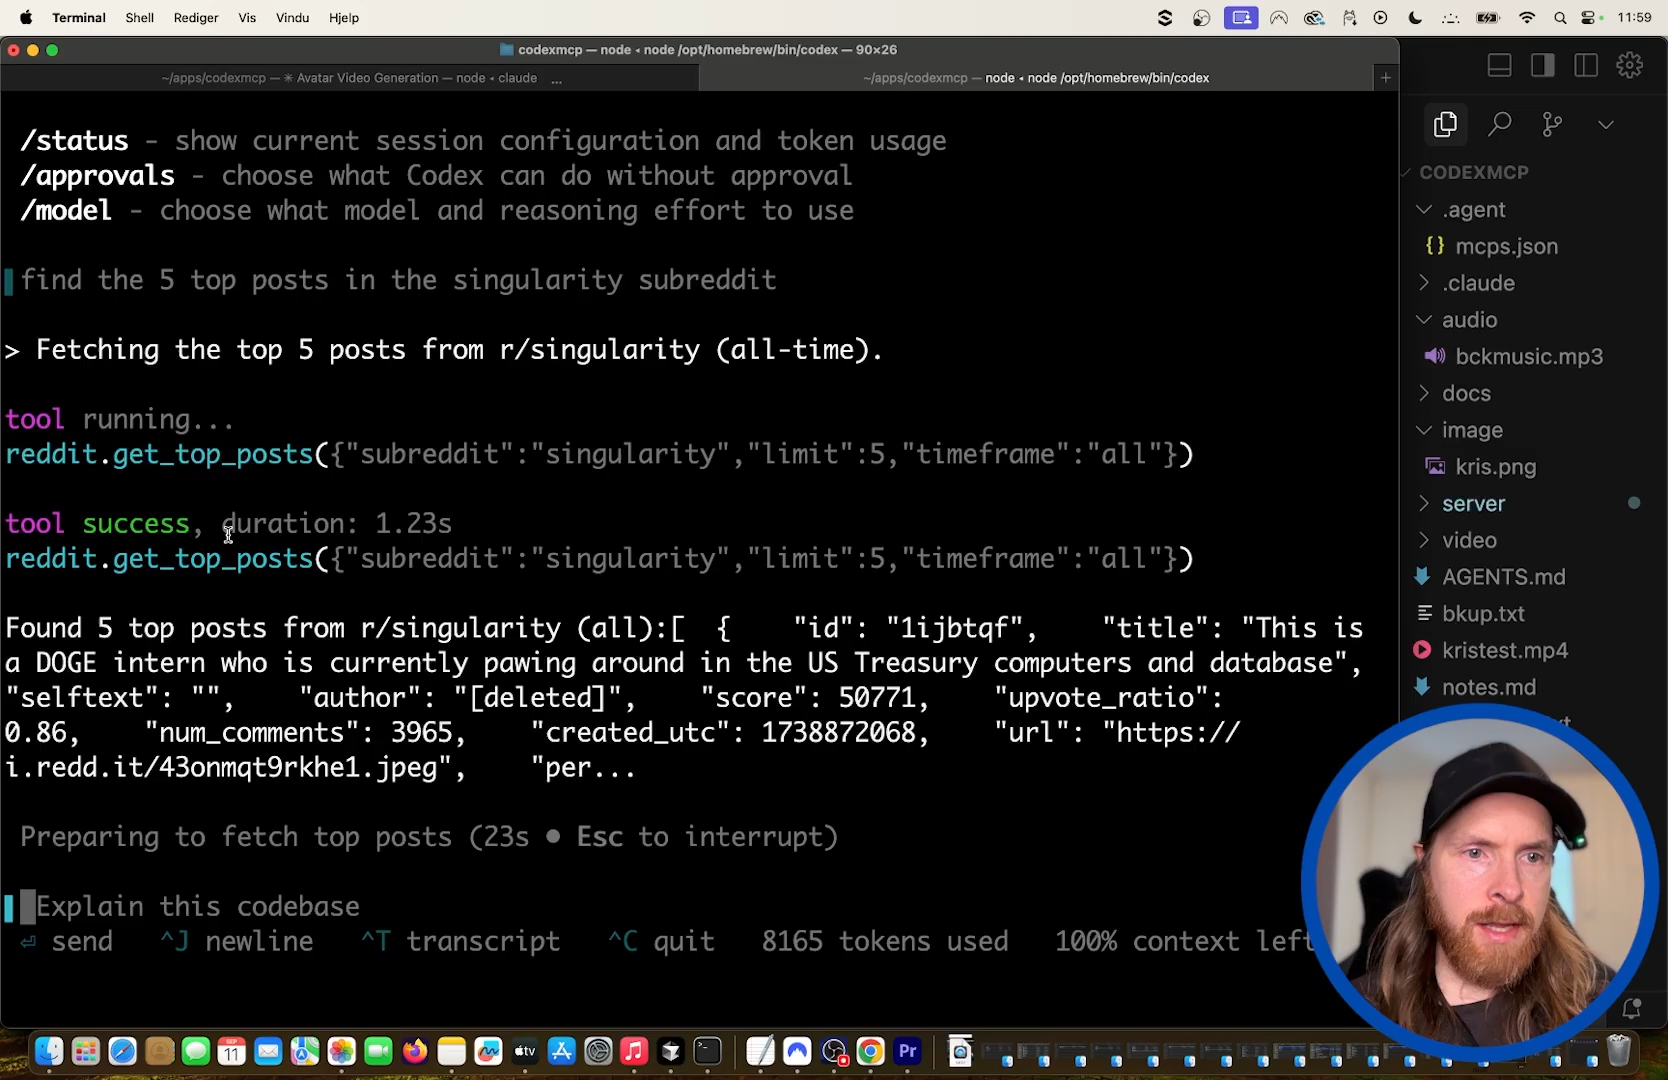 Terminal Shell Rediger Vis Vindu Hjelp 11:59
codexmcp — node ◂ node /opt/homebrew/bin/codex — 90×26
~/apps/codexmcp — ✳ Avatar Video Generation — node ◂ claude ...
~/apps/codexmcp — node ◂ node /opt/homebrew/bin/codex +
/status - show current session configuration and token usage
/approvals - choose what Codex can do without approval
/model - choose what model and reasoning effort to use
find the 5 top posts in the singularity subreddit
> Fetching the top 5 posts from r/singularity (all-time).
tool running...
reddit.get_top_posts({"subreddit":"singularity","limit":5,"timeframe":"all"})
tool success, duration: 1.23s
reddit.get_top_posts({"subreddit":"singularity","limit":5,"timeframe":"all"})
Found 5 top posts from r/singularity (all):[ { "id": "1ijbtqf", "title": "This is
a DOGE intern who is currently pawing around in the US Treasury computers and database",
"selftext": "", "author": "[deleted]", "score": 50771, "upvote_ratio":
0.86, "num_comments": 3965, "created_utc": 1738872068, "url": "https://
i.redd.it/43onmqt9rkhe1.jpeg", "per...
Preparing to fetch top posts (23s • Esc to interrupt)
Explain this codebase
⏎ send ^J newline ^T transcript ^C quit 8165 tokens used 100% context left
CODEXMCP
.agent
{} mcps.json
.claude
audio
bckmusic.mp3
docs
image
kris.png
server
video
AGENTS.md
bkup.txt
kristest.mp4
notes.md
SEP
11
tv
Pr